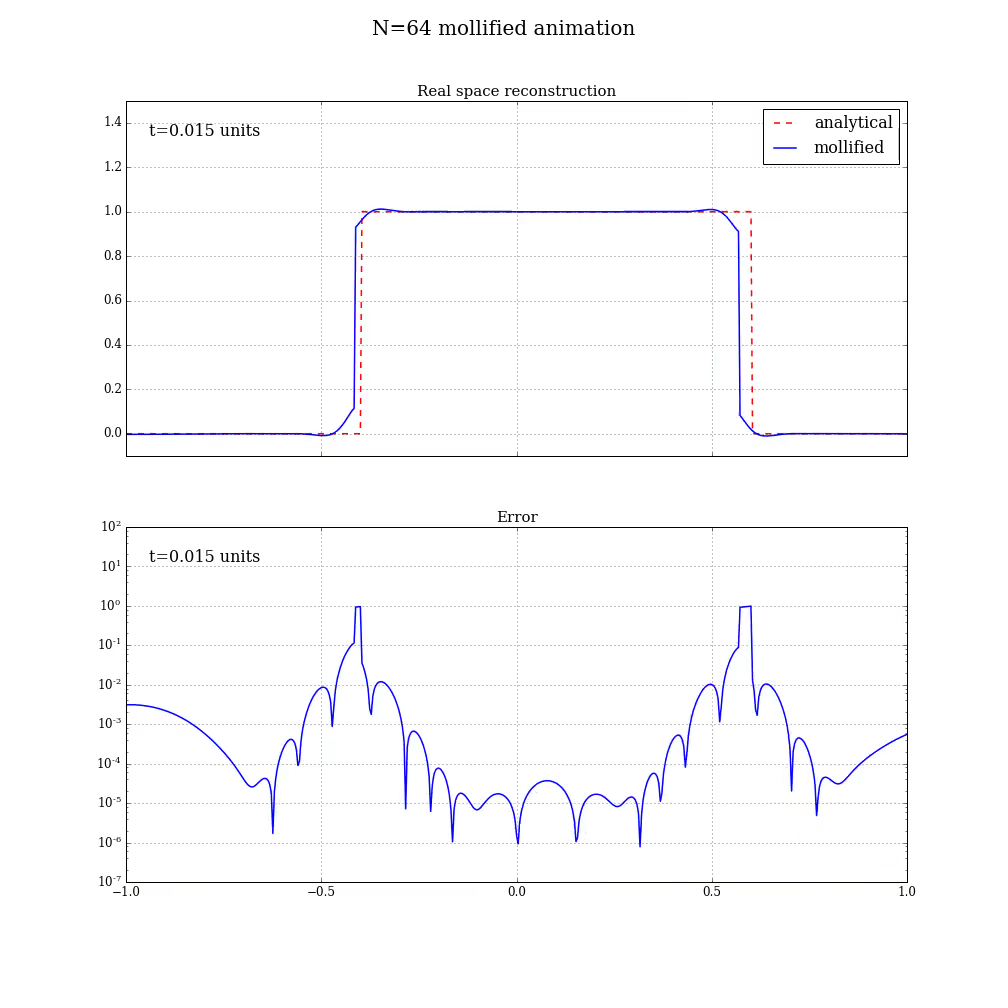 N=64 mollified animation
Real space reconstruction
t=0.015 units
analytical
mollified
1.4
1.2
1.0
0.8
0.6
0.4
0.2
0.0
Error
t=0.015 units
10²
10¹
10⁰
10⁻¹
10⁻²
10⁻³
10⁻⁴
10⁻⁵
10⁻⁶
10⁻⁷
−1.0 −0.5 0.0 0.5 1.0